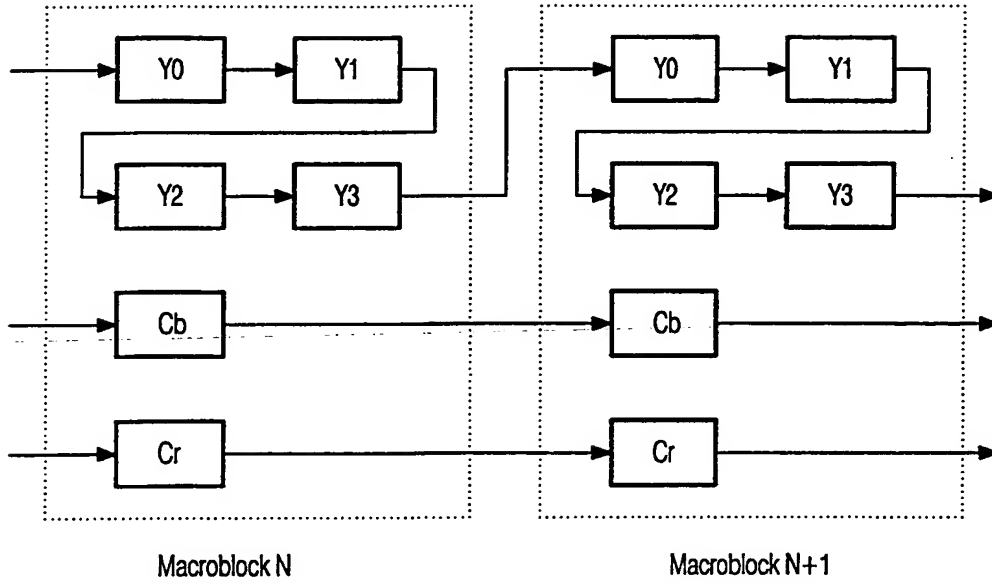 Y0 Y1 Y0 Y1
Y2 Y3 Y2 Y3
Cb Cb
Cr Cr
Macroblock N Macroblock N+1